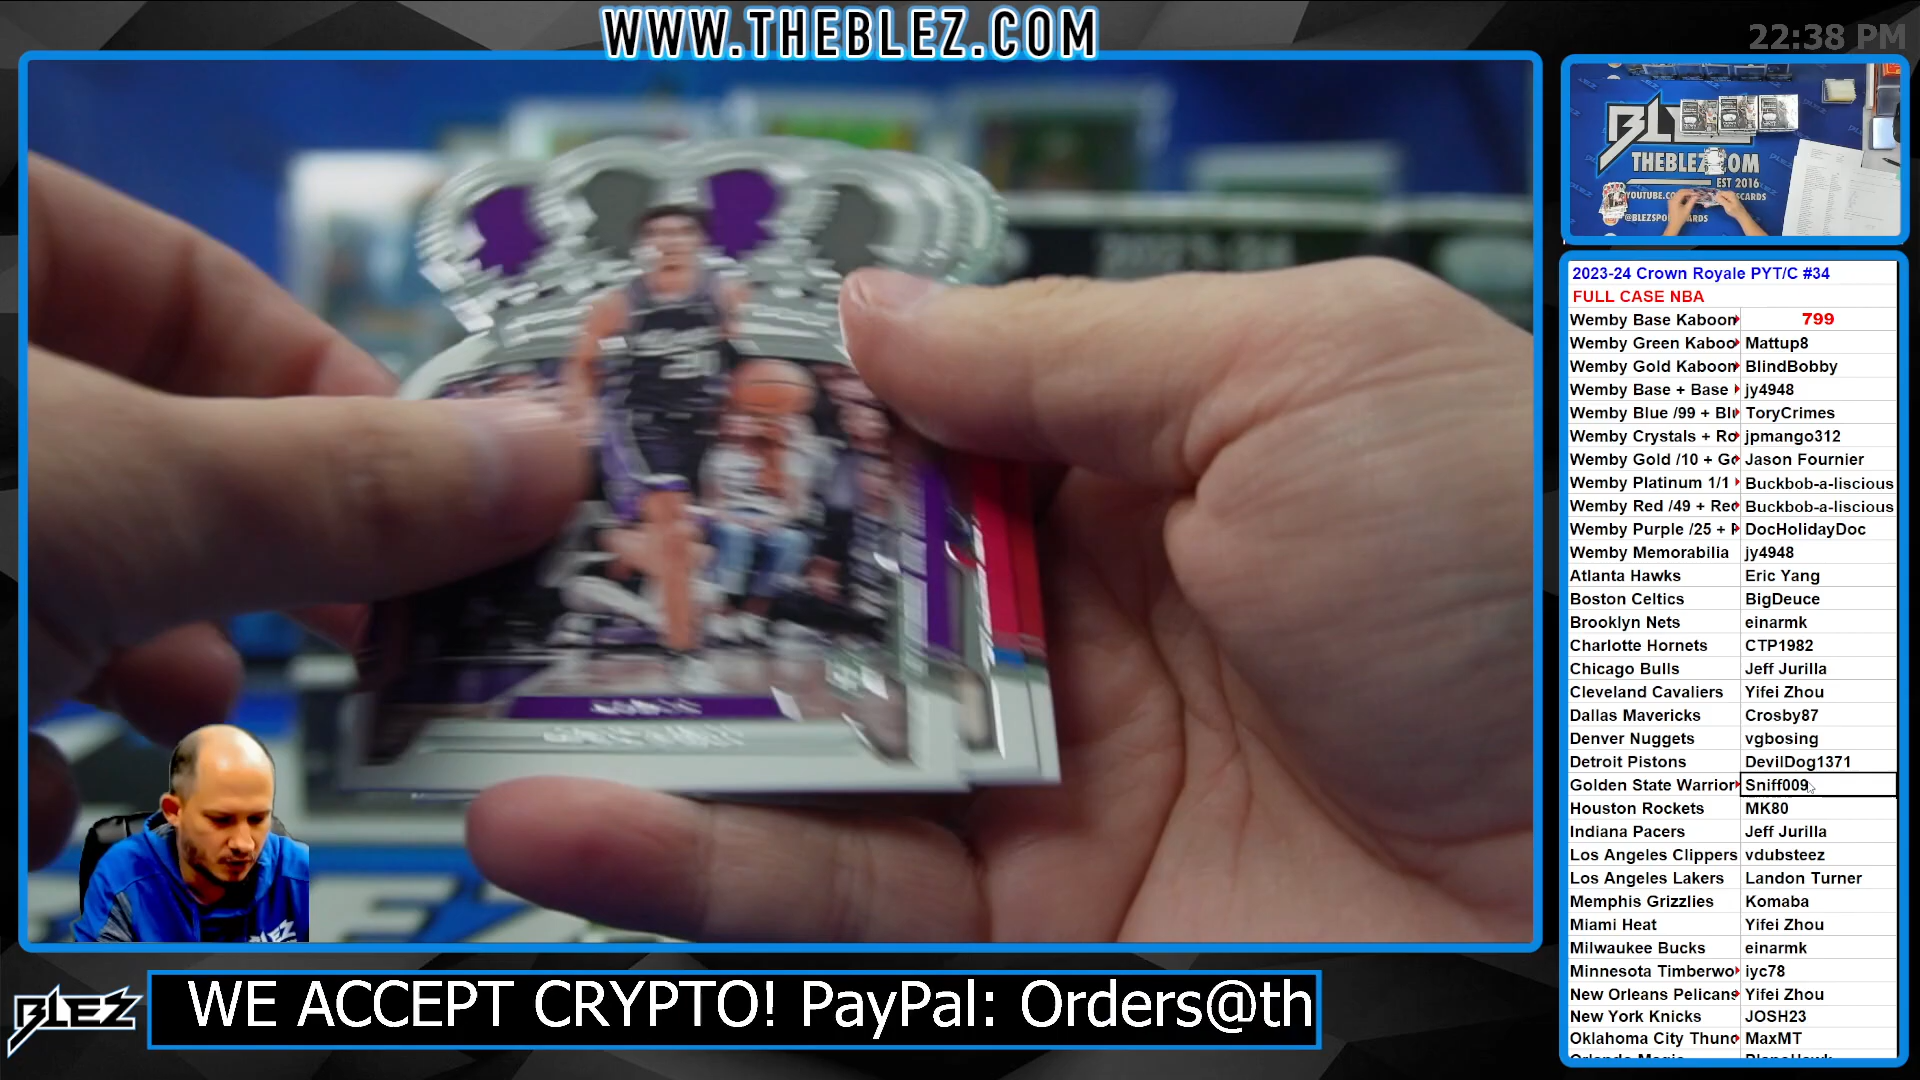 WWW.THEBLEZ.COM
22:38 PM
THEBLEZ.COM
EST 2016
2023-24 Crown Royale PYT/C #34
FULL CASE NBA
Wemby Base Kaboon 799
Wemby Green Kaboo Mattup8
Wemby Gold Kaboon BlindBobby
Wemby Base + Base jy4948
Wemby Blue /99 + Blu ToryCrimes
Wemby Crystals + Ro jpmango312
Wemby Gold /10 + Go Jason Fournier
Wemby Platinum 1/1 Buckbob-a-liscious
Wemby Red /49 + Red Buckbob-a-liscious
Wemby Purple /25 + P DocHolidayDoc
Wemby Memorabilia jy4948
Atlanta Hawks Eric Yang
Boston Celtics BigDeuce
Brooklyn Nets einarmk
Charlotte Hornets CTP1982
Chicago Bulls Jeff Jurilla
Cleveland Cavaliers Yifei Zhou
Dallas Mavericks Crosby87
Denver Nuggets vgbosing
Detroit Pistons DevilDog1371
Golden State Warrior Sniff009
Houston Rockets MK80
Indiana Pacers Jeff Jurilla
Los Angeles Clippers vdubsteez
Los Angeles Lakers Landon Turner
Memphis Grizzlies Komaba
Miami Heat Yifei Zhou
Milwaukee Bucks einarmk
Minnesota Timberwo iyc78
New Orleans Pelicans Yifei Zhou
New York Knicks JOSH23
Oklahoma City Thund MaxMT
BLEZ
WE ACCEPT CRYPTO! PayPal: Orders@th